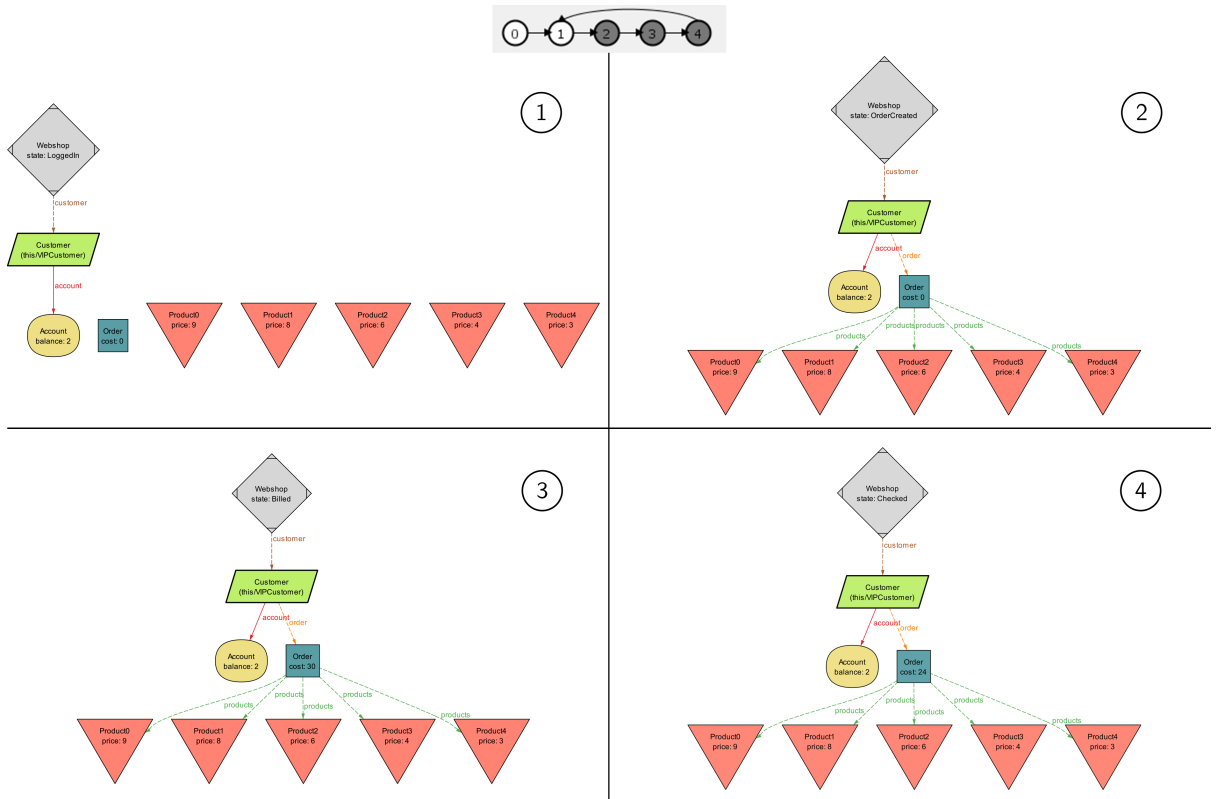 0 1 2 3 4
1
Webshop
state: LoggedIn
customer
Customer
(this/VIPCustomer)
account
Account
balance: 2
Order
cost: 0
Product0
price: 9
Product1
price: 8
Product2
price: 6
Product3
price: 4
Product4
price: 3
2
Webshop
state: OrderCreated
customer
Customer
(this/VIPCustomer)
account
order
Account
balance: 2
Order
cost: 0
products
products
products
products
products
Product0
price: 9
Product1
price: 8
Product2
price: 6
Product3
price: 4
Product4
price: 3
3
Webshop
state: Billed
customer
Customer
(this/VIPCustomer)
account
order
Account
balance: 2
Order
cost: 30
products
products
products
products
products
Product0
price: 9
Product1
price: 8
Product2
price: 6
Product3
price: 4
Product4
price: 3
4
Webshop
state: Checked
customer
Customer
(this/VIPCustomer)
account
order
Account
balance: 2
Order
cost: 24
products
products
products
products
products
Product0
price: 9
Product1
price: 8
Product2
price: 6
Product3
price: 4
Product4
price: 3